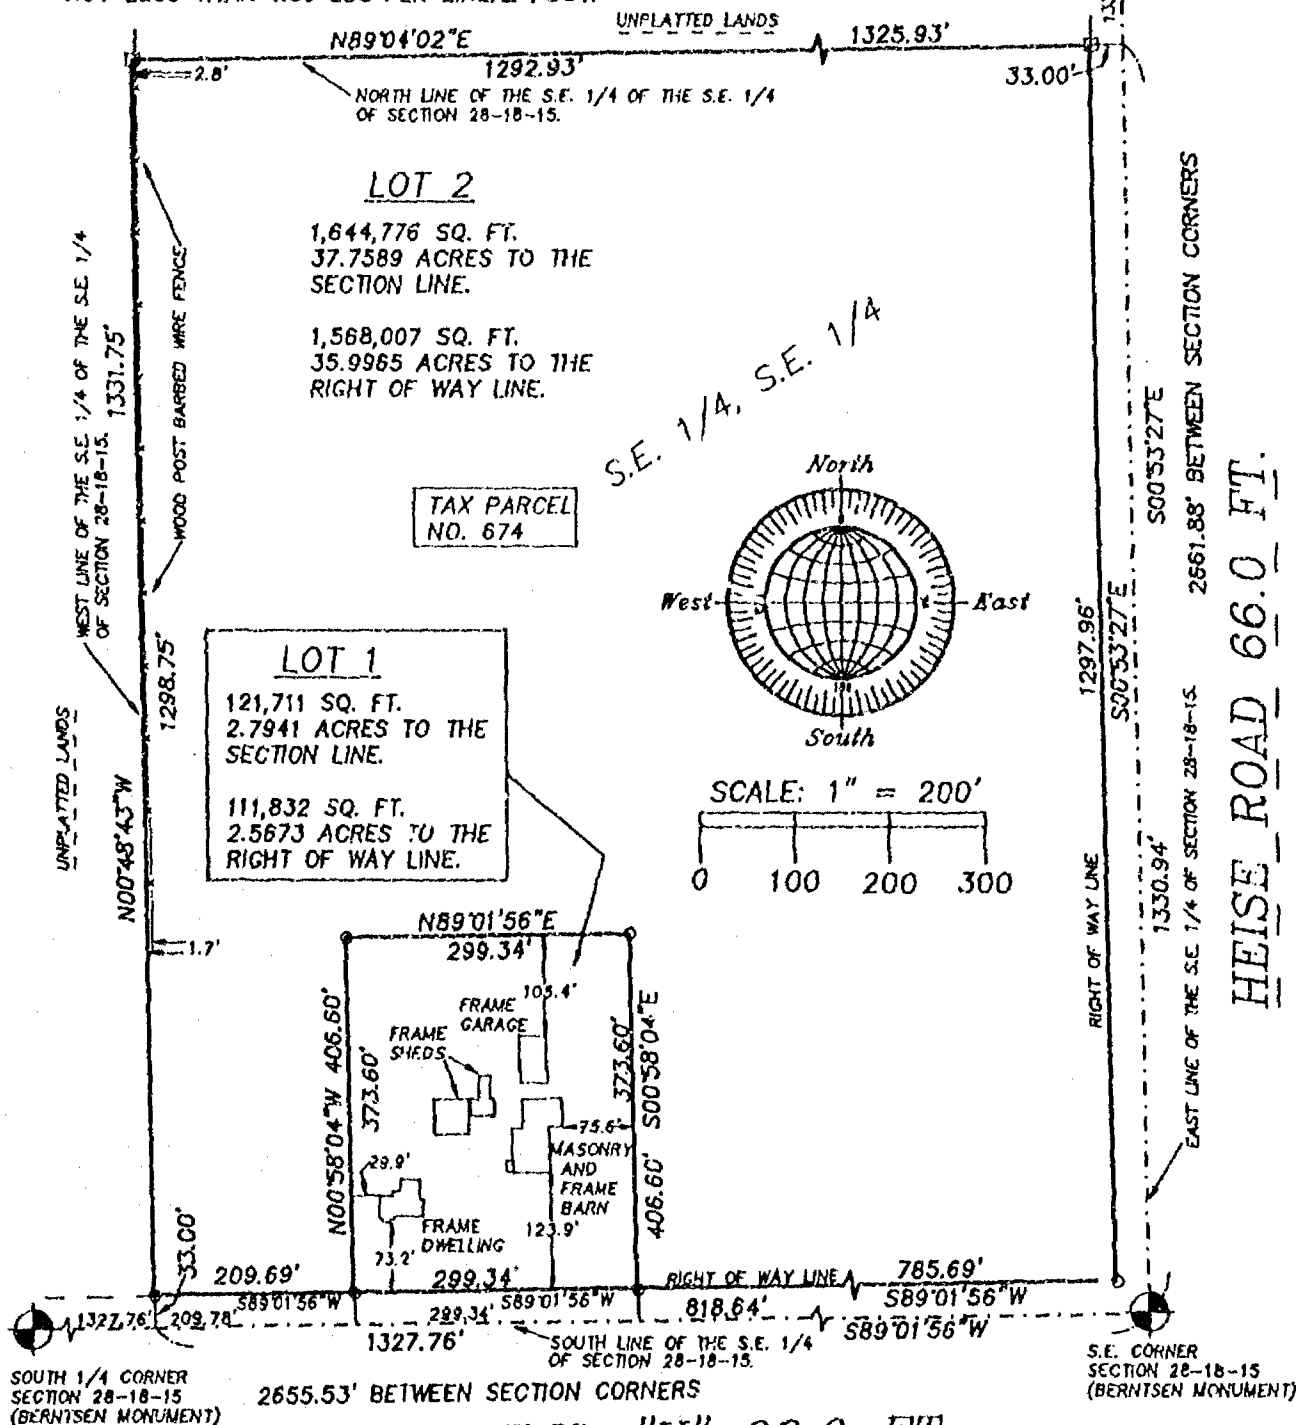 UNPLATTED LANDS
N89°04'02"E
1325.93'
1292.93'
33.00'
2.8'
NORTH LINE OF THE S.E. 1/4 OF THE S.E. 1/4
OF SECTION 28-18-15.
LOT 2
1,644,776 SQ. FT.
37.7589 ACRES TO THE
SECTION LINE.
1,568,007 SQ. FT.
35.9965 ACRES TO THE
RIGHT OF WAY LINE.
S.E. 1/4, S.E. 1/4
TAX PARCEL
NO. 674
WEST LINE OF THE S.E. 1/4 OF THE S.E. 1/4
OF SECTION 28-18-15.
1331.75'
WOOD POST BARBED WIRE FENCE
1298.75'
UNPLATTED LANDS
N00°48'43"W
1.7'
North
West
East
South
LOT 1
121,711 SQ. FT.
2.7941 ACRES TO THE
SECTION LINE.
111,832 SQ. FT.
2.5673 ACRES TO THE
RIGHT OF WAY LINE.
SCALE: 1" = 200'
0 100 200 300
1297.96'
S00°53'27"E
S00°53'27"E
2661.88' BETWEEN SECTION CORNERS
HEISE ROAD 66.0 FT.
RIGHT OF WAY LINE
1330.94'
EAST LINE OF THE S.E. 1/4 OF SECTION 28-18-15.
N89°01'56"E
299.34'
103.4'
FRAME
GARAGE
FRAME
SHEDS
N00°58'04"W 406.60'
373.60'
373.60'
S00°58'04"E
406.60'
75.6'
MASONRY
AND
FRAME
BARN
29.9'
FRAME
DWELLING
123.9'
73.2'
33.00'
209.69'
299.34'
RIGHT OF WAY LINE
785.69'
S89°01'56"W
S89°01'56"W
S89°01'56"W
1327.76'
209.78'
299.34'
818.64'
S89°01'56"W
1327.76'
SOUTH LINE OF THE S.E. 1/4
OF SECTION 28-18-15.
SOUTH 1/4 CORNER
SECTION 28-18-15
(BERNTSEN MONUMENT)
2655.53' BETWEEN SECTION CORNERS
S.E. CORNER
SECTION 28-18-15
(BERNTSEN MONUMENT)